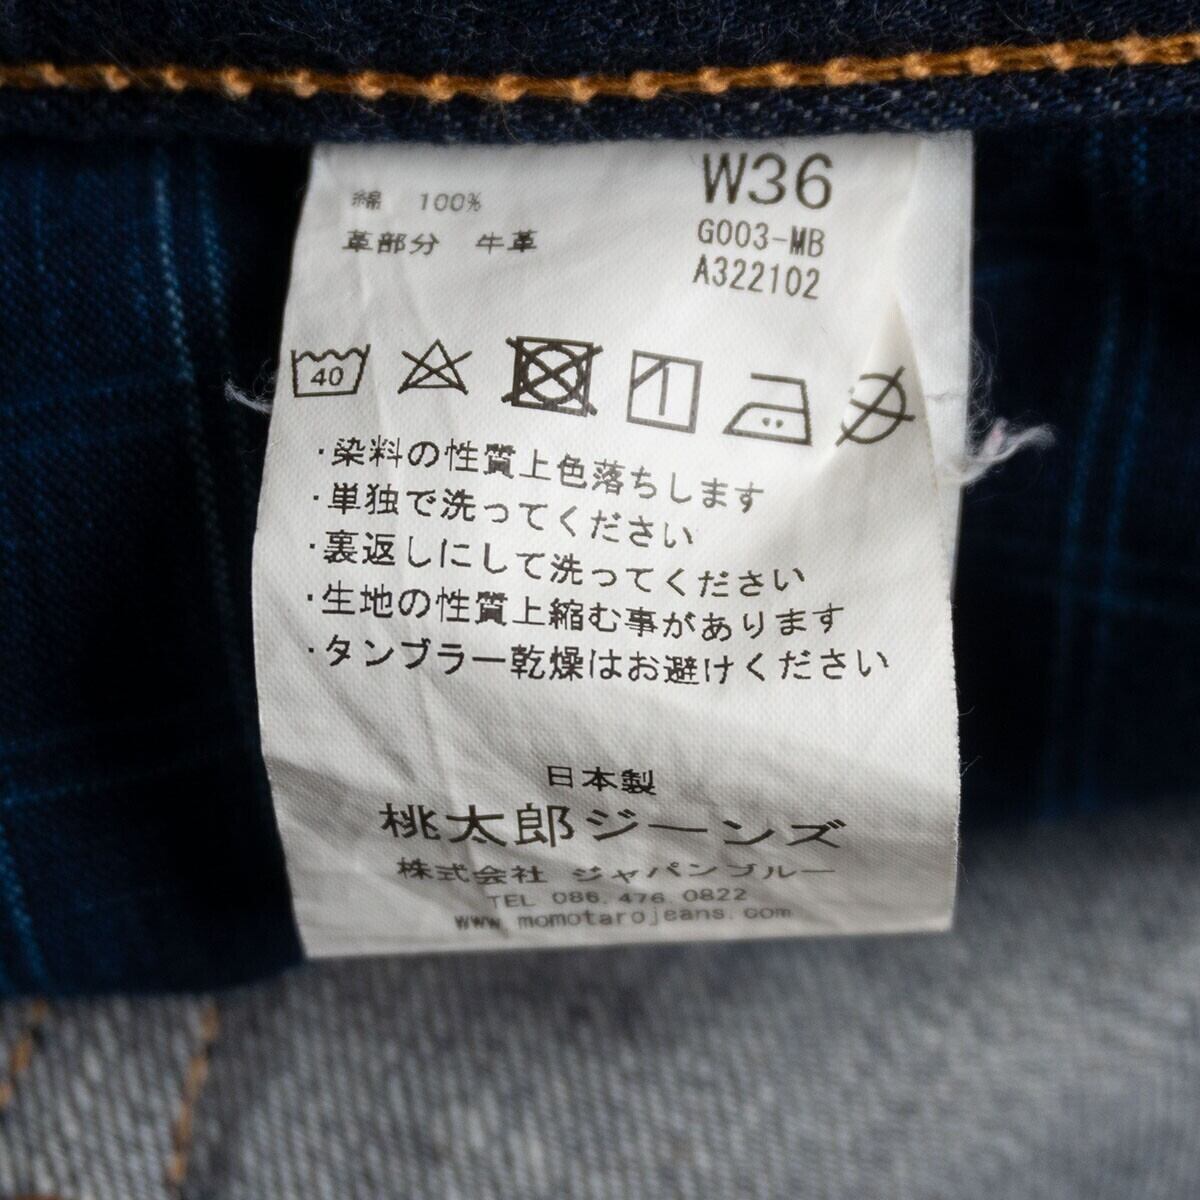 綿 100%
革部分 牛革
W36
G003-MB
A322102
40
・染料の性質上色落ちします
・単独で洗ってください
・裏返しにして洗ってください
・生地の性質上縮む事があります
・タンブラー乾燥はお避けください
日本製
桃太郎ジーンズ
株式会社 ジャパンブルー
TEL 086.476.0822
www.momotarojeans.com